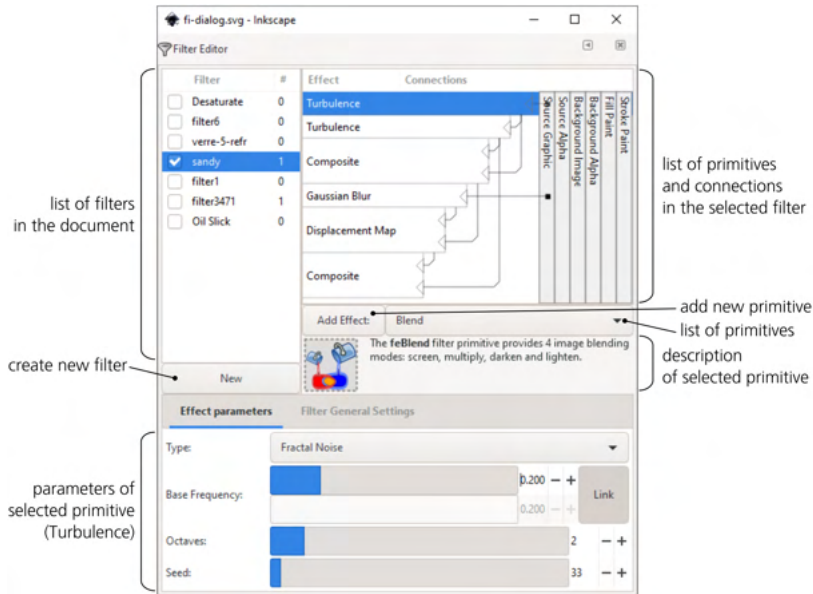 fi-dialog.svg - Inkscape
Filter Editor
Filter #
Desaturate 0
filter6 0
verre-5-refr 0
sandy 1
filter1 0
filter3471 1
Oil Slick 0
New
Effect Connections
Turbulence
Turbulence
Composite
Gaussian Blur
Displacement Map
Composite
Source Graphic
Source Alpha
Background Image
Background Alpha
Fill Paint
Stroke Paint
Add Effect: Blend
The feBlend filter primitive provides 4 image blending
modes: screen, multiply, darken and lighten.
Effect parameters Filter General Settings
Type: Fractal Noise
Base Frequency: 0.200 − +
0.200 − +
Link
Octaves: 2 − +
Seed: 33 − +
list of filters
in the document
create new filter
parameters of
selected primitive
(Turbulence)
list of primitives
and connections
in the selected filter
add new primitive
list of primitives
description
of selected primitive